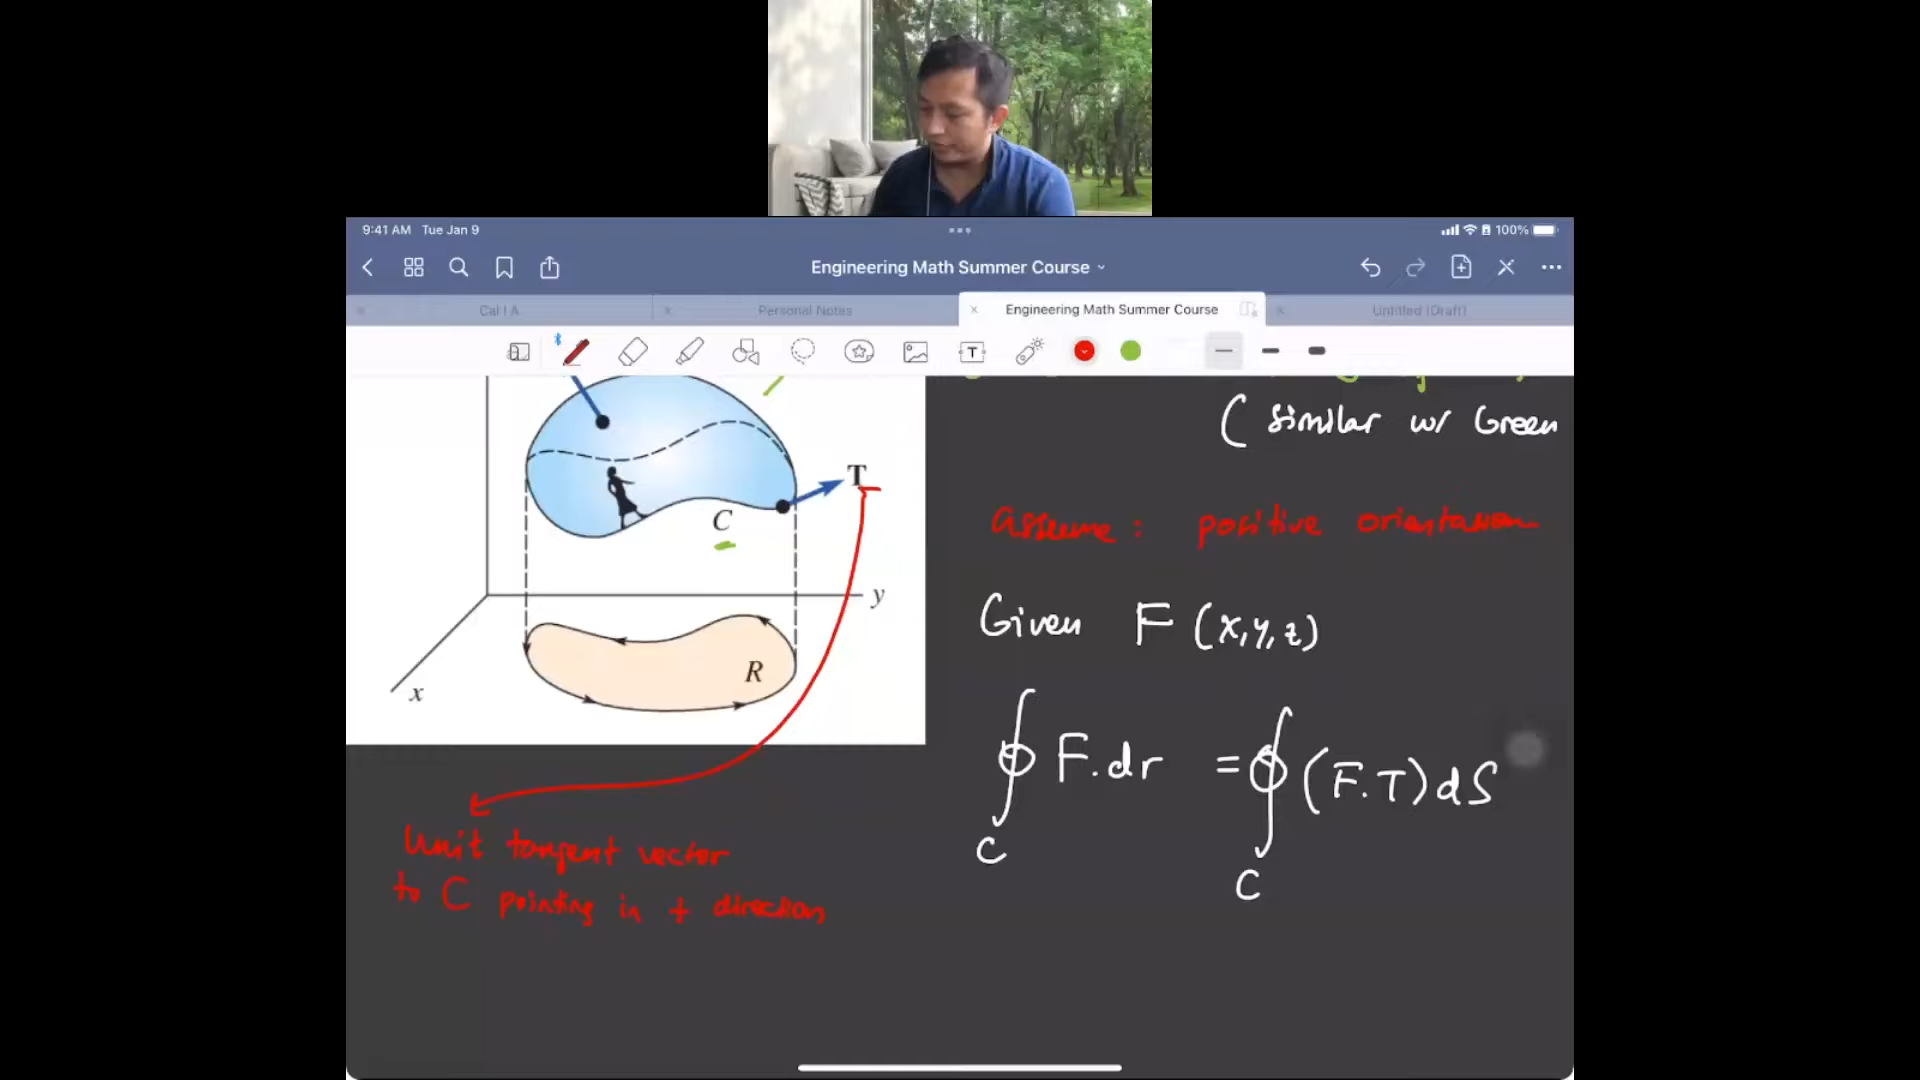 9:41 AM Tue Jan 9
100%
Engineering Math Summer Course
Cal I A
Personal Notes
Engineering Math Summer Course
Untitled (Draft)
T
( similar w/ Green
T
C
y
x
R
Assume : positive orientation
Given F (x,y,z)
∮ F.dr = ∮ (F.T) dS
C C
Unit tangent vector
to C pointing in + direction